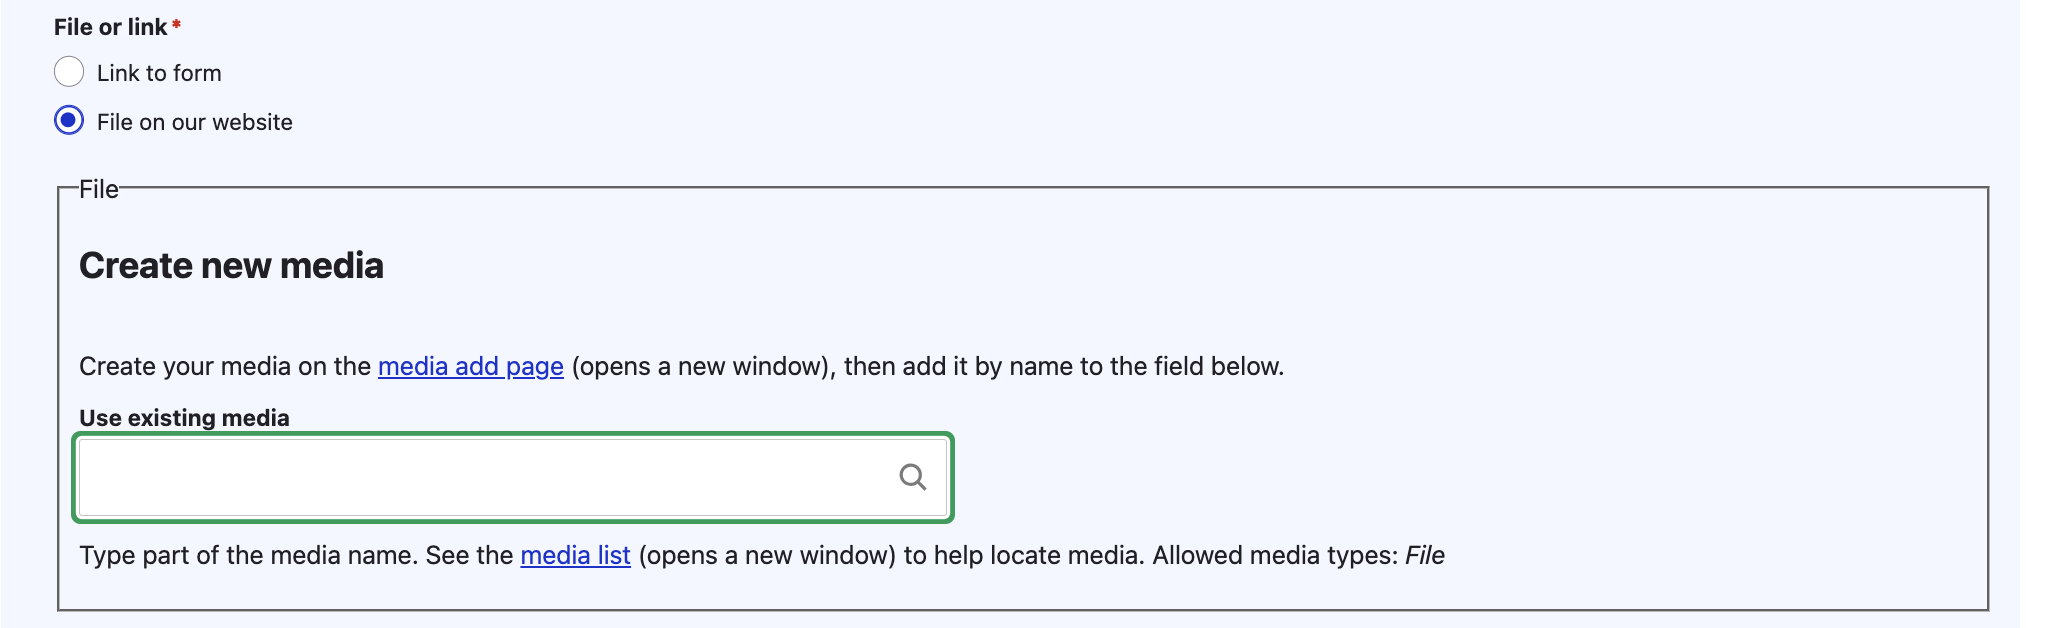 File or link*
Link to form
File on our website
File
Create new media
Create your media on the media add page (opens a new window), then add it by name to the field below.
Use existing media
Type part of the media name. See the media list (opens a new window) to help locate media. Allowed media types: File